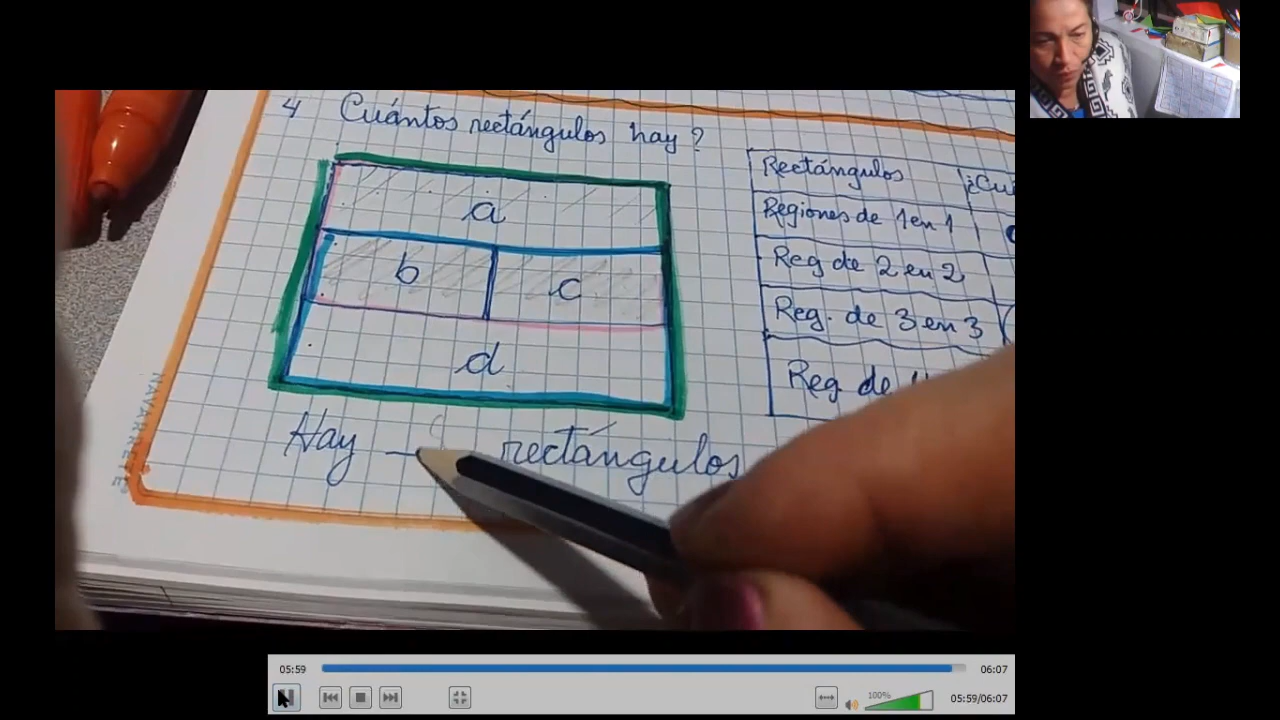 4 Cuántos rectángulos hay?
a
b
c
d
Hay rectángulos
Rectángulos
Regiones de 1 en 1
Reg de 2 en 2
Reg. de 3 en 3
Reg. de
NAVARRETE
05:59
06:07
100%
05:59/06:07